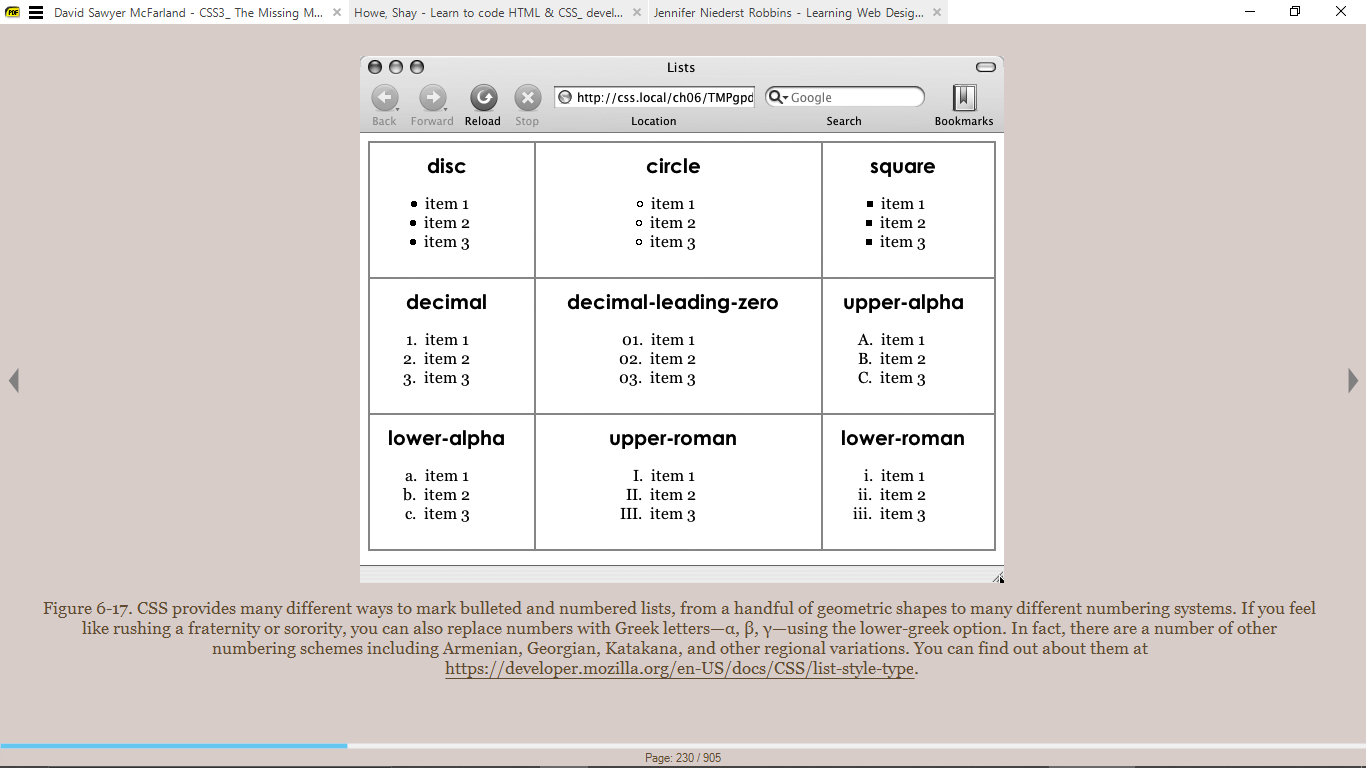 David Sawyer McFarland - CSS3_ The Missing M...
Howe, Shay - Learn to code HTML & CSS_ devel...
Jennifer Niederst Robbins - Learning Web Desig...
Lists
http://css.local/ch06/TMPgpd
Google
Back
Forward
Reload
Stop
Location
Search
Bookmarks
disc
• item 1
• item 2
• item 3
circle
◦ item 1
◦ item 2
◦ item 3
square
▪ item 1
▪ item 2
▪ item 3
decimal
1. item 1
2. item 2
3. item 3
decimal-leading-zero
01. item 1
02. item 2
03. item 3
upper-alpha
A. item 1
B. item 2
C. item 3
lower-alpha
a. item 1
b. item 2
c. item 3
upper-roman
I. item 1
II. item 2
III. item 3
lower-roman
i. item 1
ii. item 2
iii. item 3
Figure 6-17. CSS provides many different ways to mark bulleted and numbered lists, from a handful of geometric shapes to many different numbering systems. If you feel
like rushing a fraternity or sorority, you can also replace numbers with Greek letters—α, β, γ—using the lower-greek option. In fact, there are a number of other
numbering schemes including Armenian, Georgian, Katakana, and other regional variations. You can find out about them at
https://developer.mozilla.org/en-US/docs/CSS/list-style-type.
Page: 230 / 905